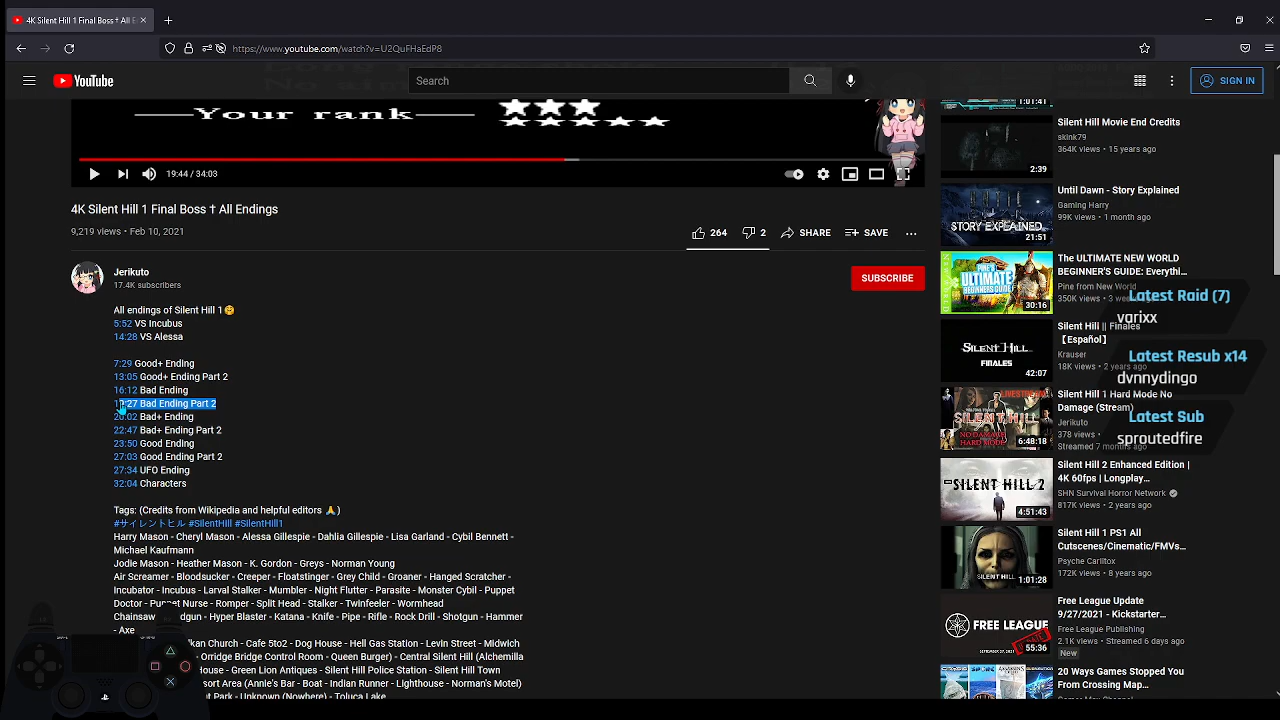 4K Silent Hill 1 Final Boss † All E
https://www.youtube.com/watch?v=U2QuFHaEdP8
YouTube
Search
SIGN IN
Your rank
19:44 / 34:03
4K Silent Hill 1 Final Boss † All Endings
9,219 views • Feb 10, 2021
264
2
SHARE
SAVE
Jerikuto
17.4K subscribers
SUBSCRIBE
All endings of Silent Hill 1
5:52 VS Incubus
14:28 VS Alessa
7:29 Good+ Ending
13:05 Good+ Ending Part 2
16:12 Bad Ending
:27 Bad Ending Part 2
20:02 Bad+ Ending
22:47 Bad+ Ending Part 2
23:50 Good Ending
27:03 Good Ending Part 2
27:34 UFO Ending
32:04 Characters
Tags: (Credits from Wikipedia and helpful editors 🙏)
#サイレントヒル #SilentHill #SilentHill1
Harry Mason - Cheryl Mason - Alessa Gillespie - Dahlia Gillespie - Lisa Garland - Cybil Bennett -
Michael Kaufmann
Jodie Mason - Heather Mason - K. Gordon - Greys - Norman Young
Air Screamer - Bloodsucker - Creeper - Floatstinger - Grey Child - Groaner - Hanged Scratcher -
Incubator - Incubus - Larval Stalker - Mumbler - Night Flutter - Parasite - Monster Cybil - Puppet
Doctor - Puppet Nurse - Romper - Split Head - Stalker - Twinfeeler - Wormhead
Chainsaw dgun - Hyper Blaster - Katana - Knife - Pipe - Rifle - Rock Drill - Shotgun - Hammer
- Axe
lkan Church - Cafe 5to2 - Dog House - Hell Gas Station - Levin Street - Midwich
Orridge Bridge Control Room - Queen Burger) - Central Silent Hill (Alchemilla
House - Green Lion Antiques - Silent Hill Police Station - Silent Hill Town
sort Area (Annie's Bar - Boat - Indian Runner - Lighthouse - Norman's Motel)
t Park - Unknown (Nowhere) - Toluca Lake
1:01:41
Silent Hill Movie End Credits
skink79
364K views • 15 years ago
2:39
Until Dawn - Story Explained
Gaming Harry
99K views • 1 month ago
UNTIL DAWN
STORY EXPLAINED
21:51
The ULTIMATE NEW WORLD
BEGINNER'S GUIDE: Everythi...
Pine from New World
350K views • 3 wee
ULTIMATE
BEGINNERS GUIDE
30:16
Silent Hill || Finales
【Español】
Krauser
18K views • 2 years ago
SILENT HILL
FINALES
42:07
Silent Hill 1 Hard Mode No
Damage (Stream)
Jerikuto
378 views
Streamed 7 months ago
LIVESTREAM
SILENT HILL
NO DAMAGE
HARD MODE
6:48:18
Silent Hill 2 Enhanced Edition |
4K 60fps | Longplay...
SHN Survival Horror Network
817K views • 2 years ago
SILENT HILL 2
4:51:43
Silent Hill 1 PS1 All
Cutscenes/Cinematic/FMVs...
Psyche Carlitox
172K views • 8 years ago
SILENT HILL
1:01:28
Free League Update
9/27/2021 - Kickstarter...
Free League Publishing
2.1K views • Streamed 6 days ago
New
FREE LEAGUE
55:36
20 Ways Games Stopped You
From Crossing Map...
Latest Raid (7)
varixx
Latest Resub x14
dvnnydingo
Latest Sub
sproutedfire